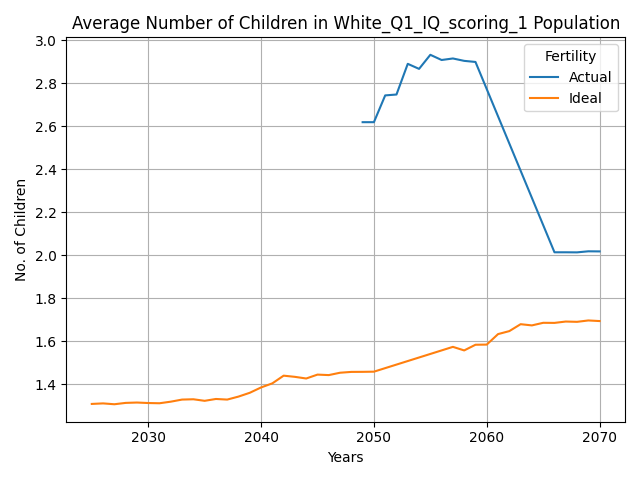 Average Number of Children in White_Q1_IQ_scoring_1 Population
3.0
2.8
2.6
2.4
2.2
2.0
1.8
1.6
1.4
No. of Children
Fertility
Actual
Ideal
2030
2040
2050
2060
2070
Years